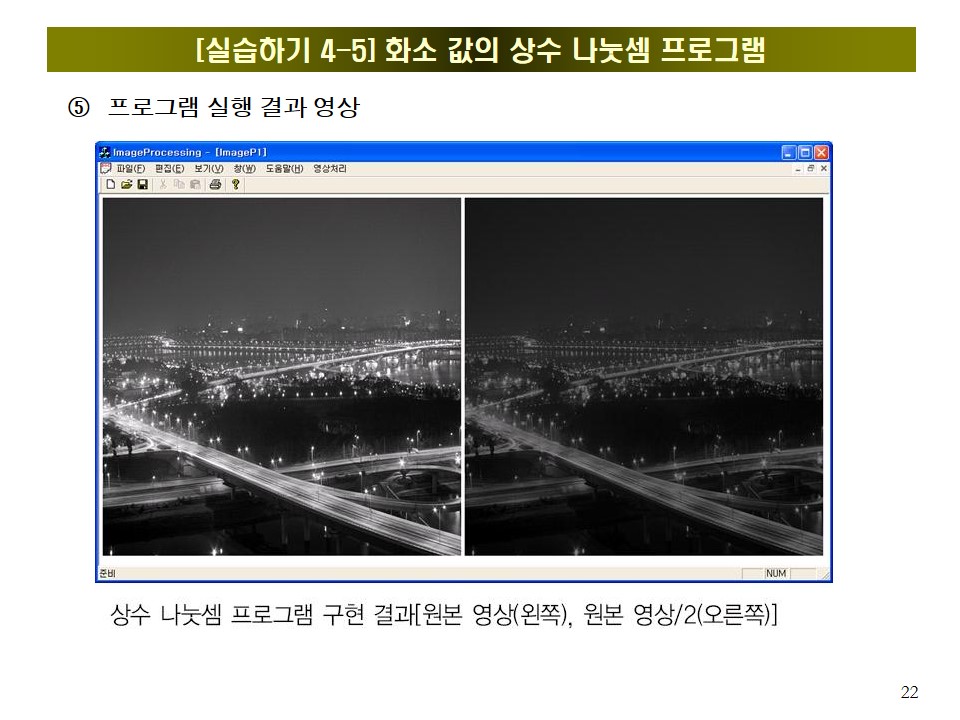 [실습하기 4-5] 화소 값의 상수 나눗셈 프로그램
⑤ 프로그램 실행 결과 영상
ImageProcessing - [ImageP1]
파일(F) 편집(E) 보기(V) 창(W) 도움말(H) 영상처리
준비 NUM
상수 나눗셈 프로그램 구현 결과[원본 영상(왼쪽), 원본 영상/2(오른쪽)]
22